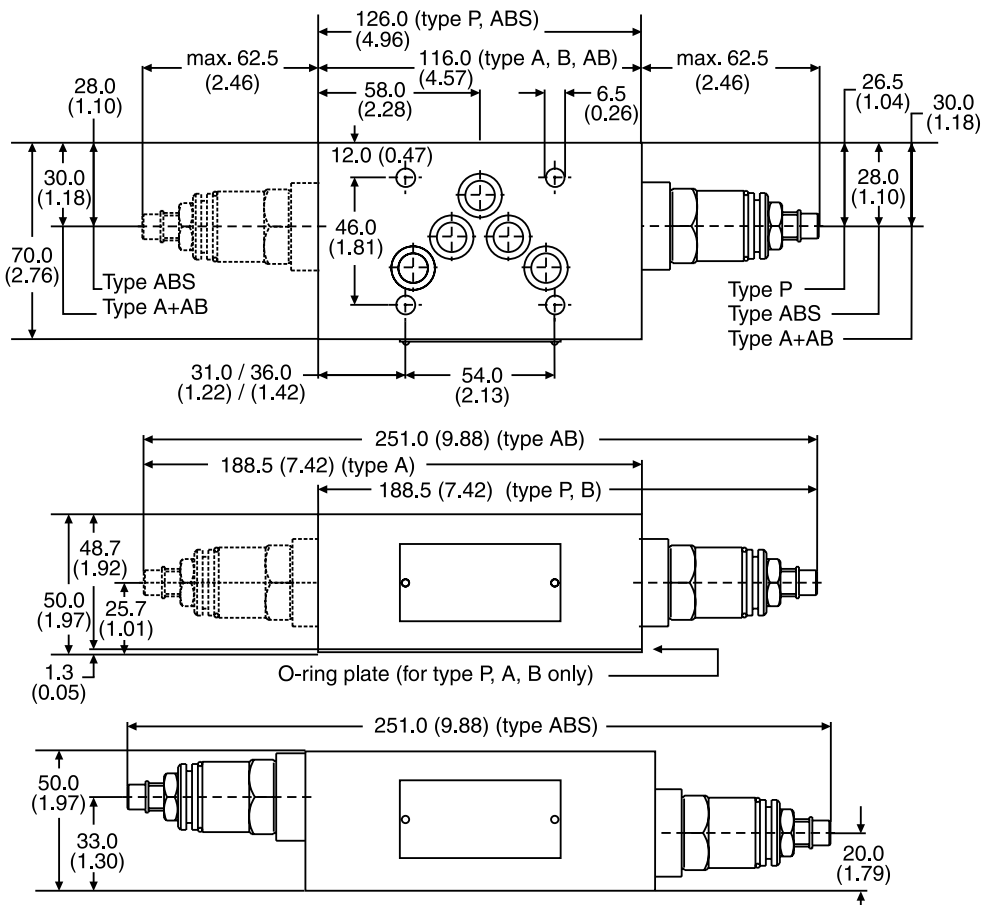 126.0 (type P, ABS)
(4.96)
max. 62.5
(2.46)
116.0 (type A, B, AB)
(4.57)
max. 62.5
(2.46)
28.0
(1.10)
58.0
(2.28)
6.5
(0.26)
26.5
(1.04)
30.0
(1.18)
12.0 (0.47)
30.0
(1.18)
28.0
(1.10)
46.0
(1.81)
70.0
(2.76)
Type ABS
Type A+AB
Type P
Type ABS
Type A+AB
31.0 / 36.0
(1.22) / (1.42)
54.0
(2.13)
251.0 (9.88) (type AB)
188.5 (7.42) (type A)
188.5 (7.42) (type P, B)
48.7
(1.92)
50.0
(1.97)
25.7
(1.01)
1.3
(0.05)
O-ring plate (for type P, A, B only)
251.0 (9.88) (type ABS)
50.0
(1.97)
33.0
(1.30)
20.0
(1.79)